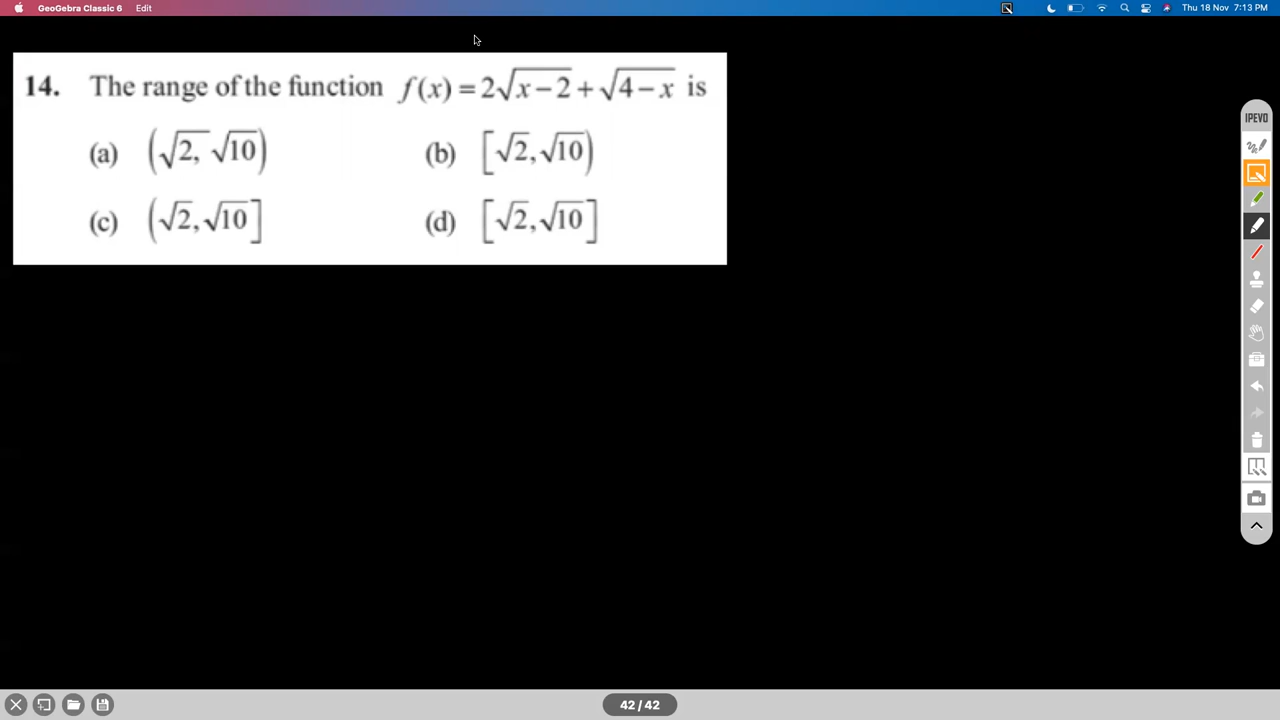 GeoGebra Classic 6 Edit Thu 18 Nov 7:13 PM
14. The range of the function f(x) = 2√(x−2) + √(4−x) is
(a) (√2, √10) (b) [√2, √10)
(c) (√2, √10] (d) [√2, √10]
IPEVO
42 / 42